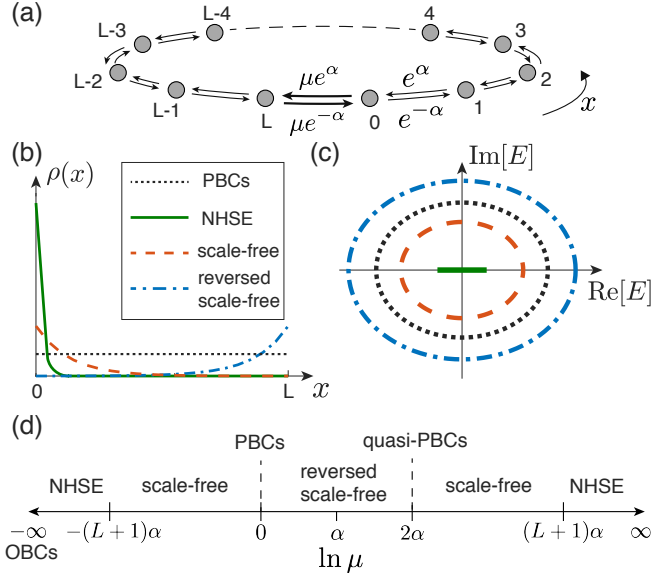 (a)
L-4
4
L-3
3
L-2
2
L-1
1
L
0
μe^α
e^α
μe^{-α}
e^{-α}
x
(b)
ρ(x)
PBCs
NHSE
scale-free
reversed
scale-free
0
L
x
(c)
Im[E]
Re[E]
(d)
PBCs
quasi-PBCs
NHSE
scale-free
reversed
scale-free
scale-free
NHSE
-∞
-(L+1)α
0
α
2α
(L+1)α
∞
OBCs
ln μ